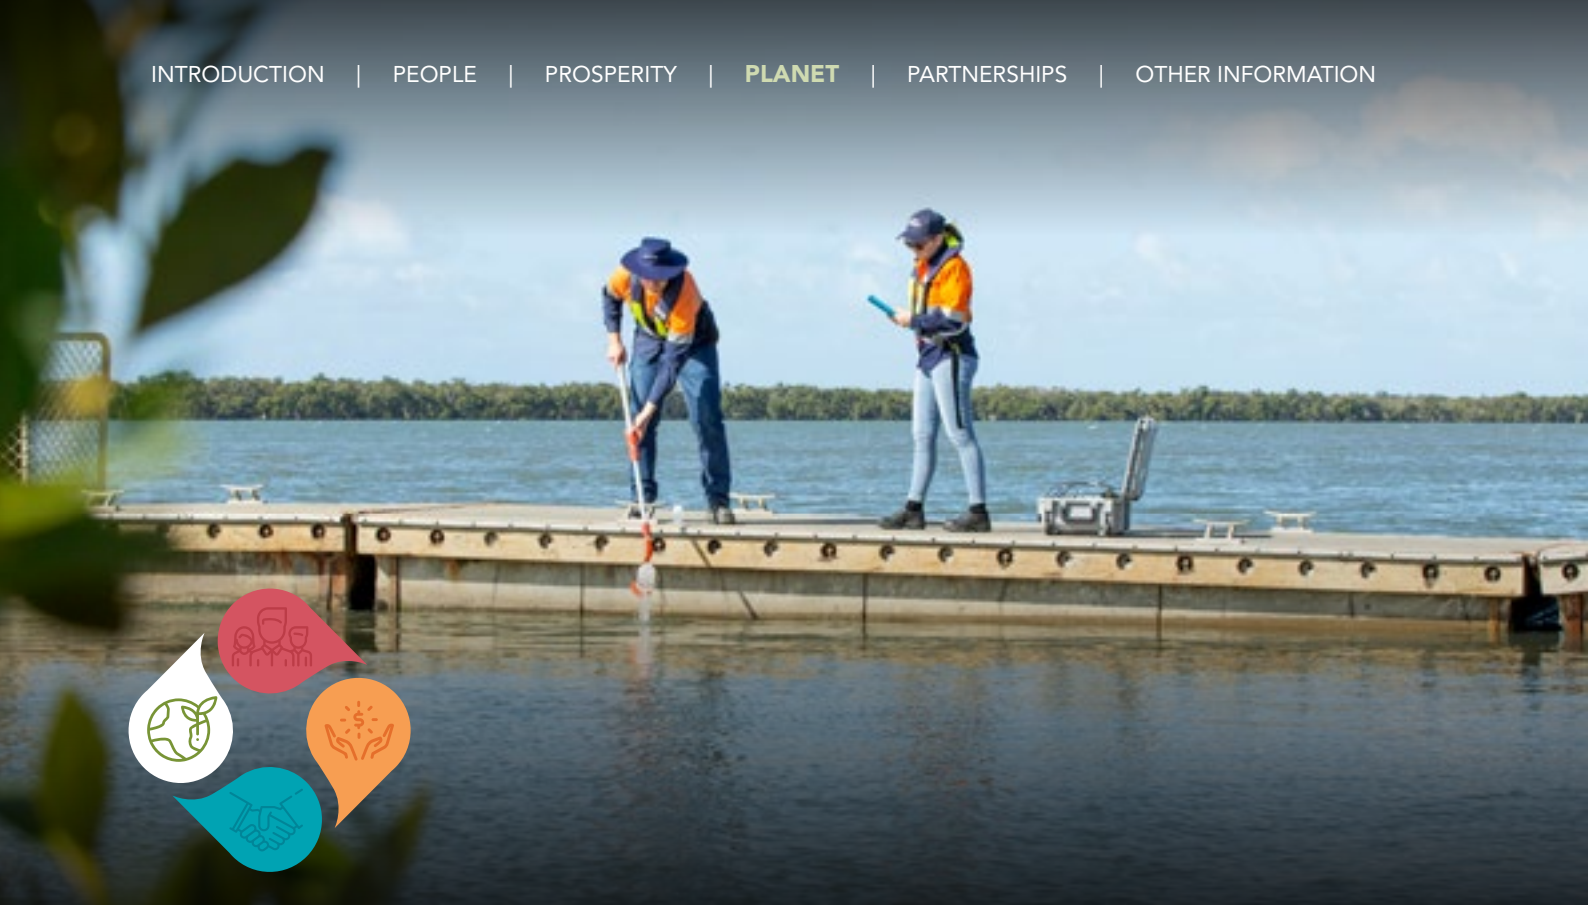 INTRODUCTION | PEOPLE | PROSPERITY | PLANET | PARTNERSHIPS | OTHER INFORMATION
$